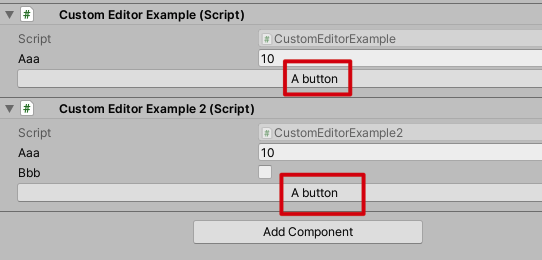 Custom Editor Example (Script)
Script CustomEditorExample
Aaa 10
A button
Custom Editor Example 2 (Script)
Script CustomEditorExample2
Aaa 10
Bbb
A button
Add Component